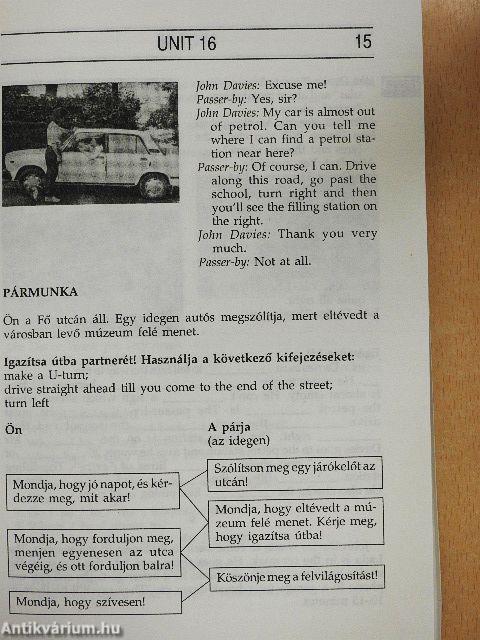 UNIT 16
15
John Davies: Excuse me!
Passer-by: Yes, sir?
John Davies: My car is almost out
of petrol. Can you tell me
where I can find a petrol sta-
tion near here?
Passer-by: Of course, I can. Drive
along this road, go past the
school, turn right and then
you'll see the filling station on
the right.
John Davies: Thank you very
much.
Passer-by: Not at all.
PÁRMUNKA
Ön a Fő utcán áll. Egy idegen autós megszólítja, mert eltévedt a
városban levő múzeum felé menet.
Igazítsa útba partnerét! Használja a következő kifejezéseket:
make a U-turn;
drive straight ahead till you come to the end of the street;
turn left
Ön
A párja
(az idegen)
Szólítson meg egy járókelőt az
utcán!
Mondja, hogy jó napot, és kér-
dezze meg, mit akar!
Mondja, hogy eltévedt a mú-
zeum felé menet. Kérje meg,
hogy igazítsa útba!
Mondja, hogy forduljon meg,
menjen egyenesen az utca
végéig, és ott forduljon balra!
Köszönje meg a felvilágosítást!
Mondja, hogy szívesen!
Antikvárium.hu